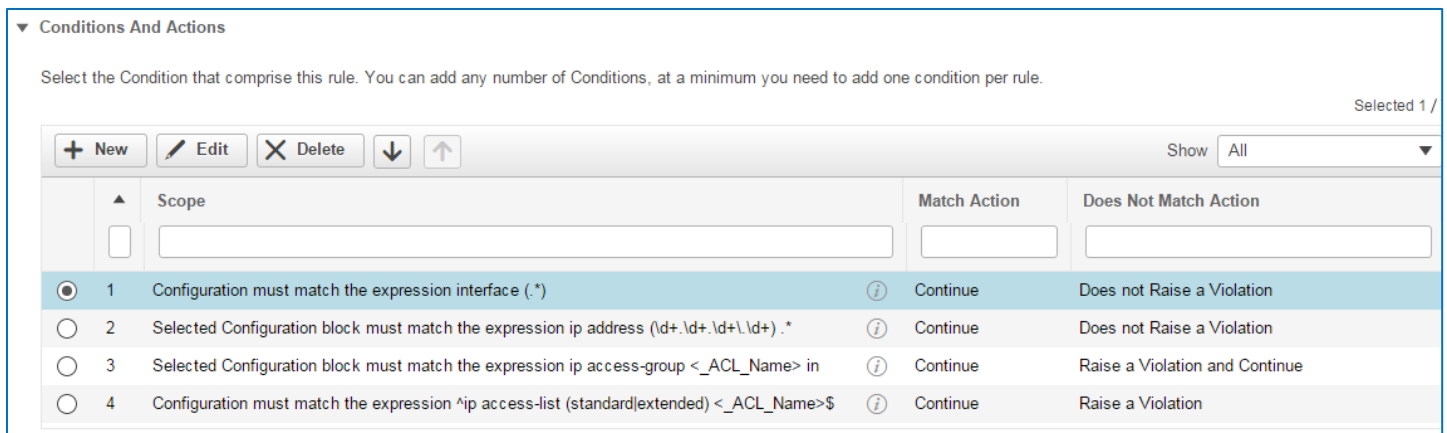 Conditions And Actions
Select the Condition that comprise this rule. You can add any number of Conditions, at a minimum you need to add one condition per rule.
Selected 1 /
New Edit Delete Show All
Scope Match Action Does Not Match Action
1 Configuration must match the expression interface (.*) i Continue Does not Raise a Violation
2 Selected Configuration block must match the expression ip address (\d+.\d+.\d+\.\d+) .* i Continue Does not Raise a Violation
3 Selected Configuration block must match the expression ip access-group <_ACL_Name> in i Continue Raise a Violation and Continue
4 Configuration must match the expression ^ip access-list (standard|extended) <_ACL_Name>$ i Continue Raise a Violation